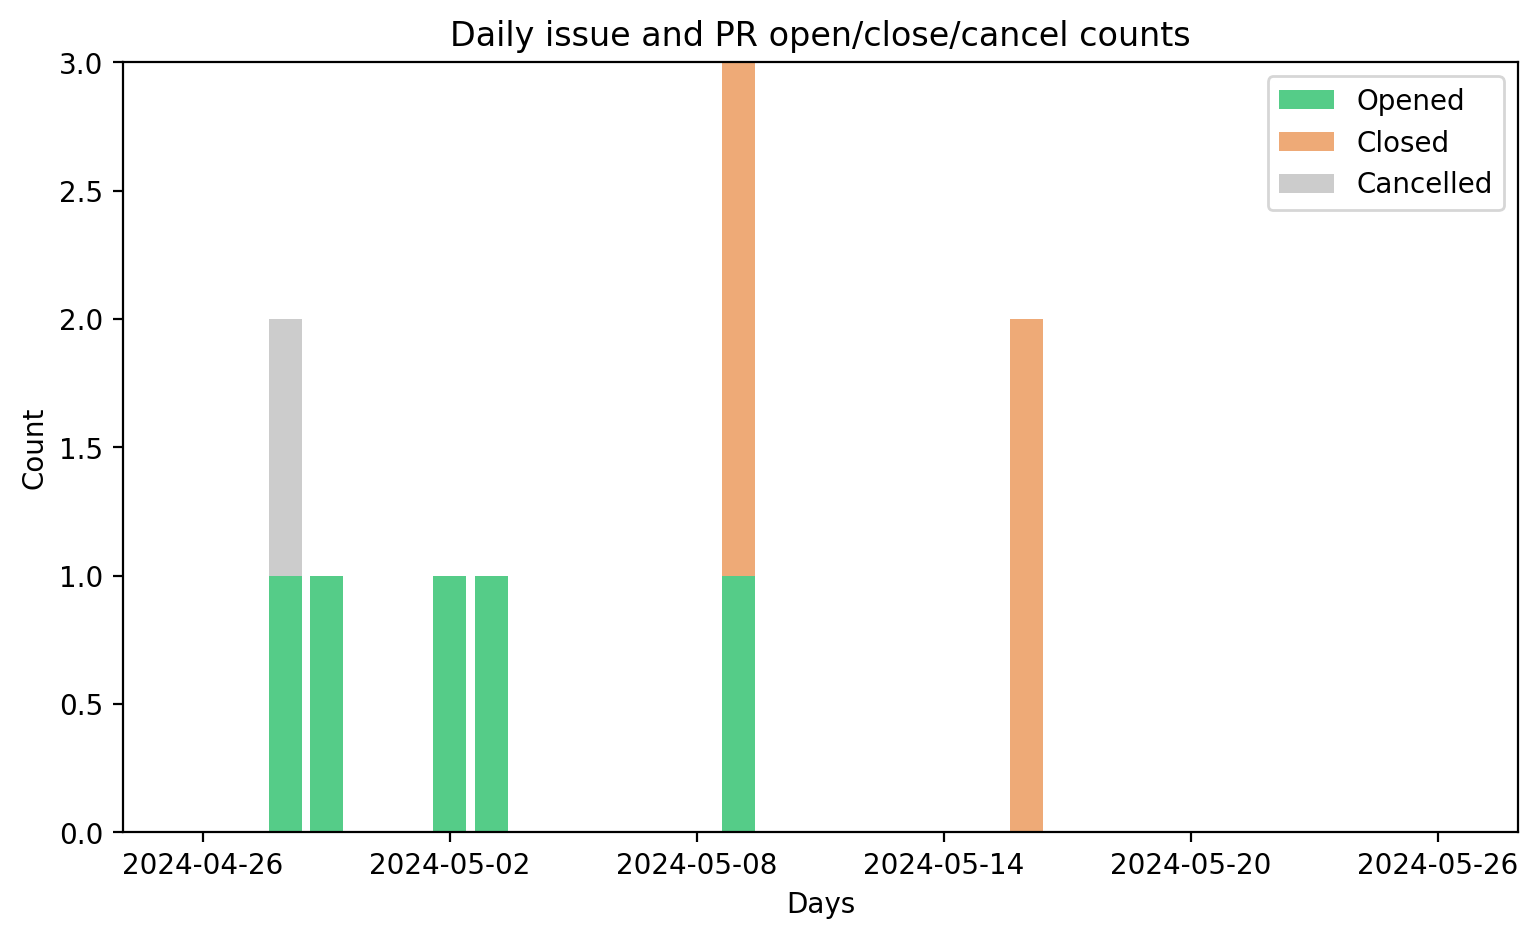 Daily issue and PR open/close/cancel counts
3.0
2.5
2.0
1.5
1.0
0.5
0.0
Count
Opened
Closed
Cancelled
2024-04-26
2024-05-02
2024-05-08
2024-05-14
2024-05-20
2024-05-26
Days